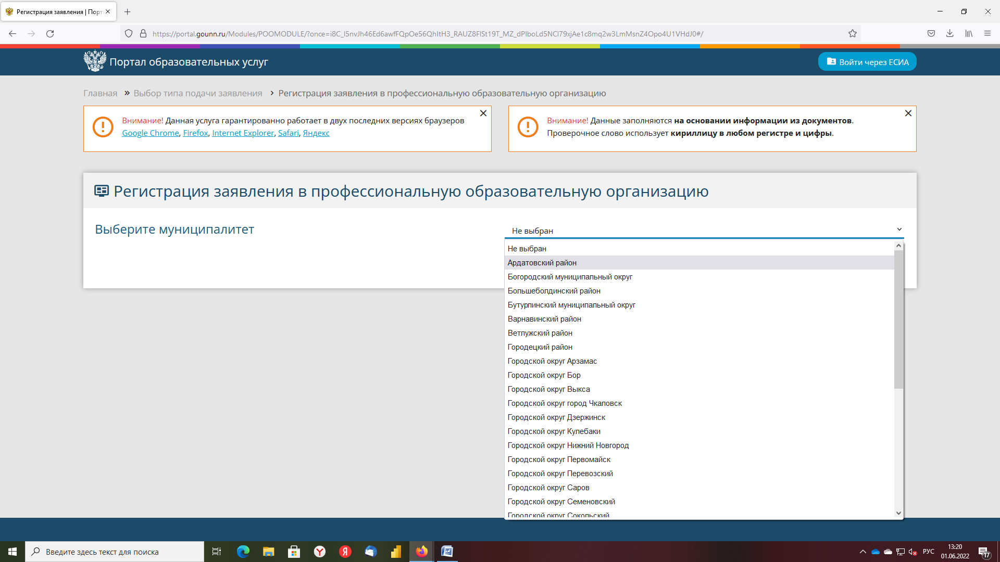 Регистрация заявления | Порт
https://portal.gounn.ru/Modules/POOMODULE/?once=i8C_l5nvJh46Ed6awfFQpOe56QhItH3_RAUZ8FlSt19T_MZ_dPIboLd5NCl79xjAe1c8mq2w3LmMsnZ4Opo4U1VHdJ0#/
Портал образовательных услуг
Войти через ЕСИА
Главная » Выбор типа подачи заявления › Регистрация заявления в профессиональную образовательную организацию
Внимание! Данная услуга гарантированно работает в двух последних версиях браузеров
Google Chrome, Firefox, Internet Explorer, Safari, Яндекс
Внимание! Данные заполняются на основании информации из документов.
Проверочное слово использует кириллицу в любом регистре и цифры.
Регистрация заявления в профессиональную образовательную организацию
Выберите муниципалитет
Не выбран
Не выбран
Ардатовский район
Богородский муниципальный округ
Большеболдинский район
Бутурлинский муниципальный округ
Варнавинский район
Ветлужский район
Городецкий район
Городской округ Арзамас
Городской округ Бор
Городской округ Выкса
Городской округ город Чкаловск
Городской округ Дзержинск
Городской округ Кулебаки
Городской округ Нижний Новгород
Городской округ Первомайск
Городской округ Перевозский
Городской округ Саров
Городской округ Семеновский
Городской округ Сокольский
Введите здесь текст для поиска
РУС
13:20
01.06.2022
17